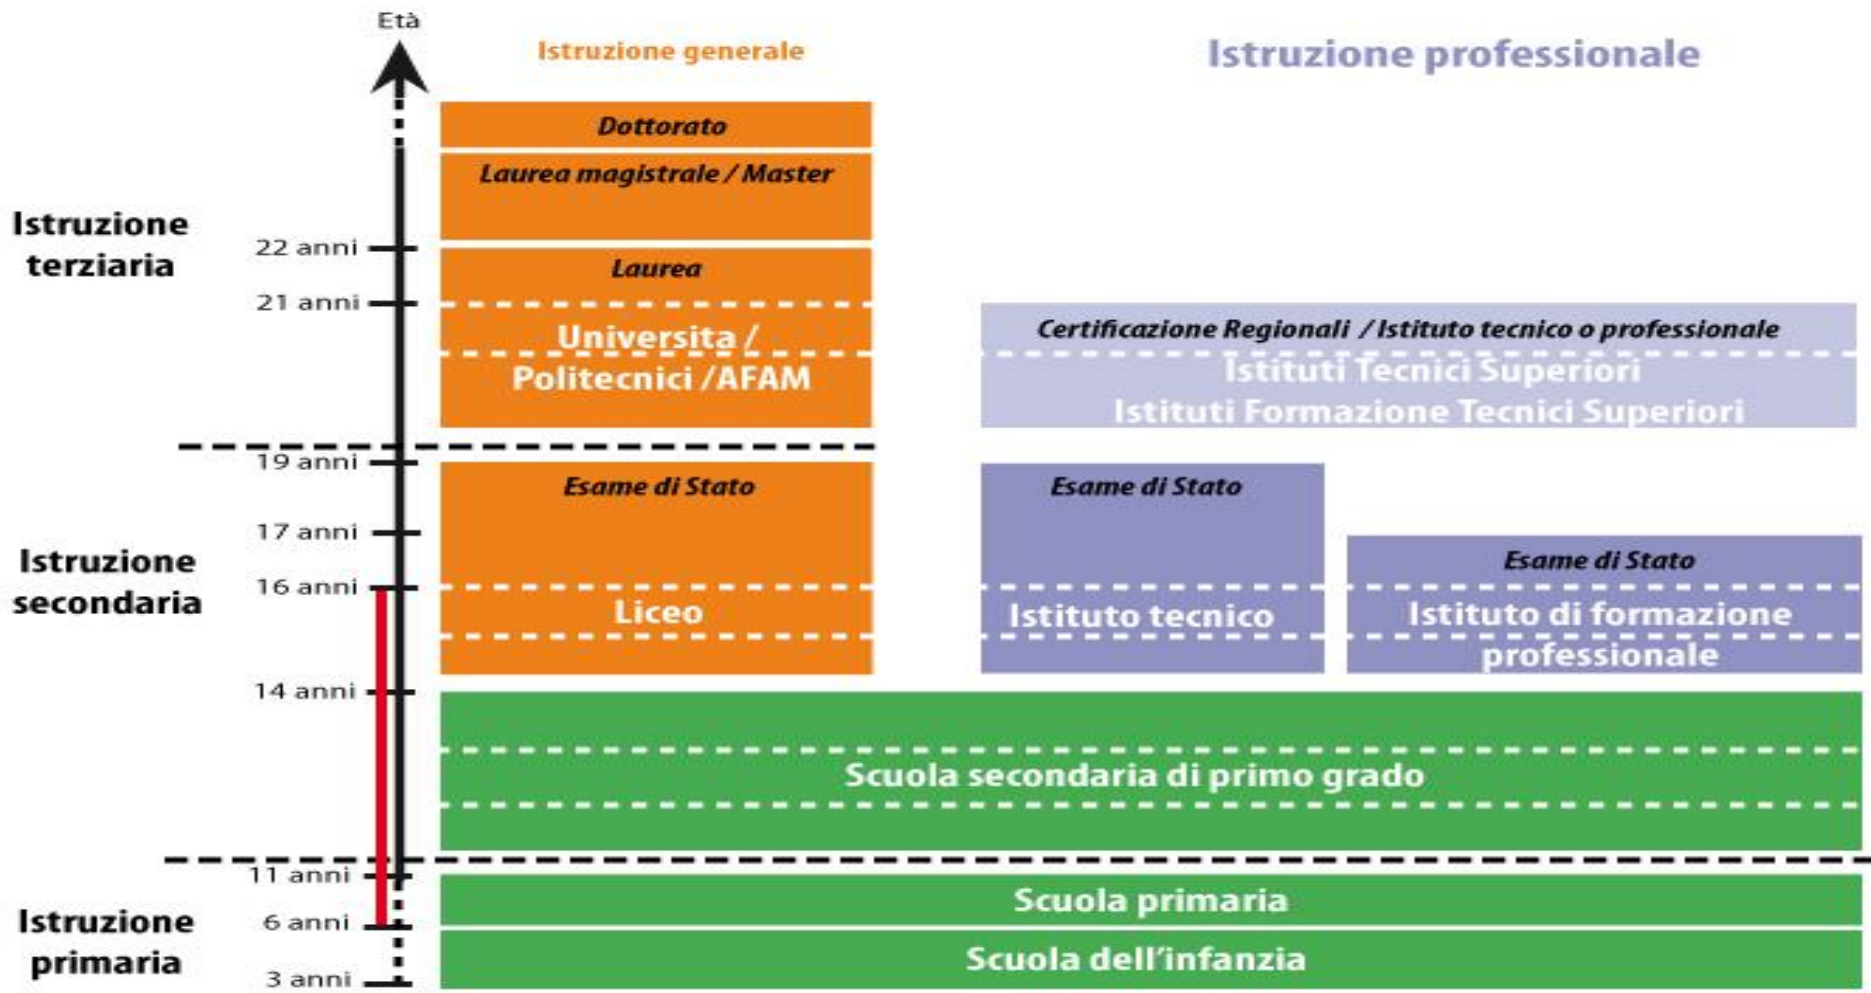 Età
Istruzione generale
Istruzione professionale
Dottorato
Laurea magistrale / Master
Istruzione
terziaria
22 anni
Laurea
21 anni
Universita /
Politecnici /AFAM
Certificazione Regionali / Istituto tecnico o professionale
Istituti Tecnici Superiori
Istituti Formazione Tecnici Superiori
19 anni
Esame di Stato
Esame di Stato
17 anni
Istruzione
secondaria
Esame di Stato
16 anni
Liceo
Istituto tecnico
Istituto di formazione
professionale
14 anni
Scuola secondaria di primo grado
11 anni
Scuola primaria
Istruzione
primaria
6 anni
Scuola dell'infanzia
3 anni